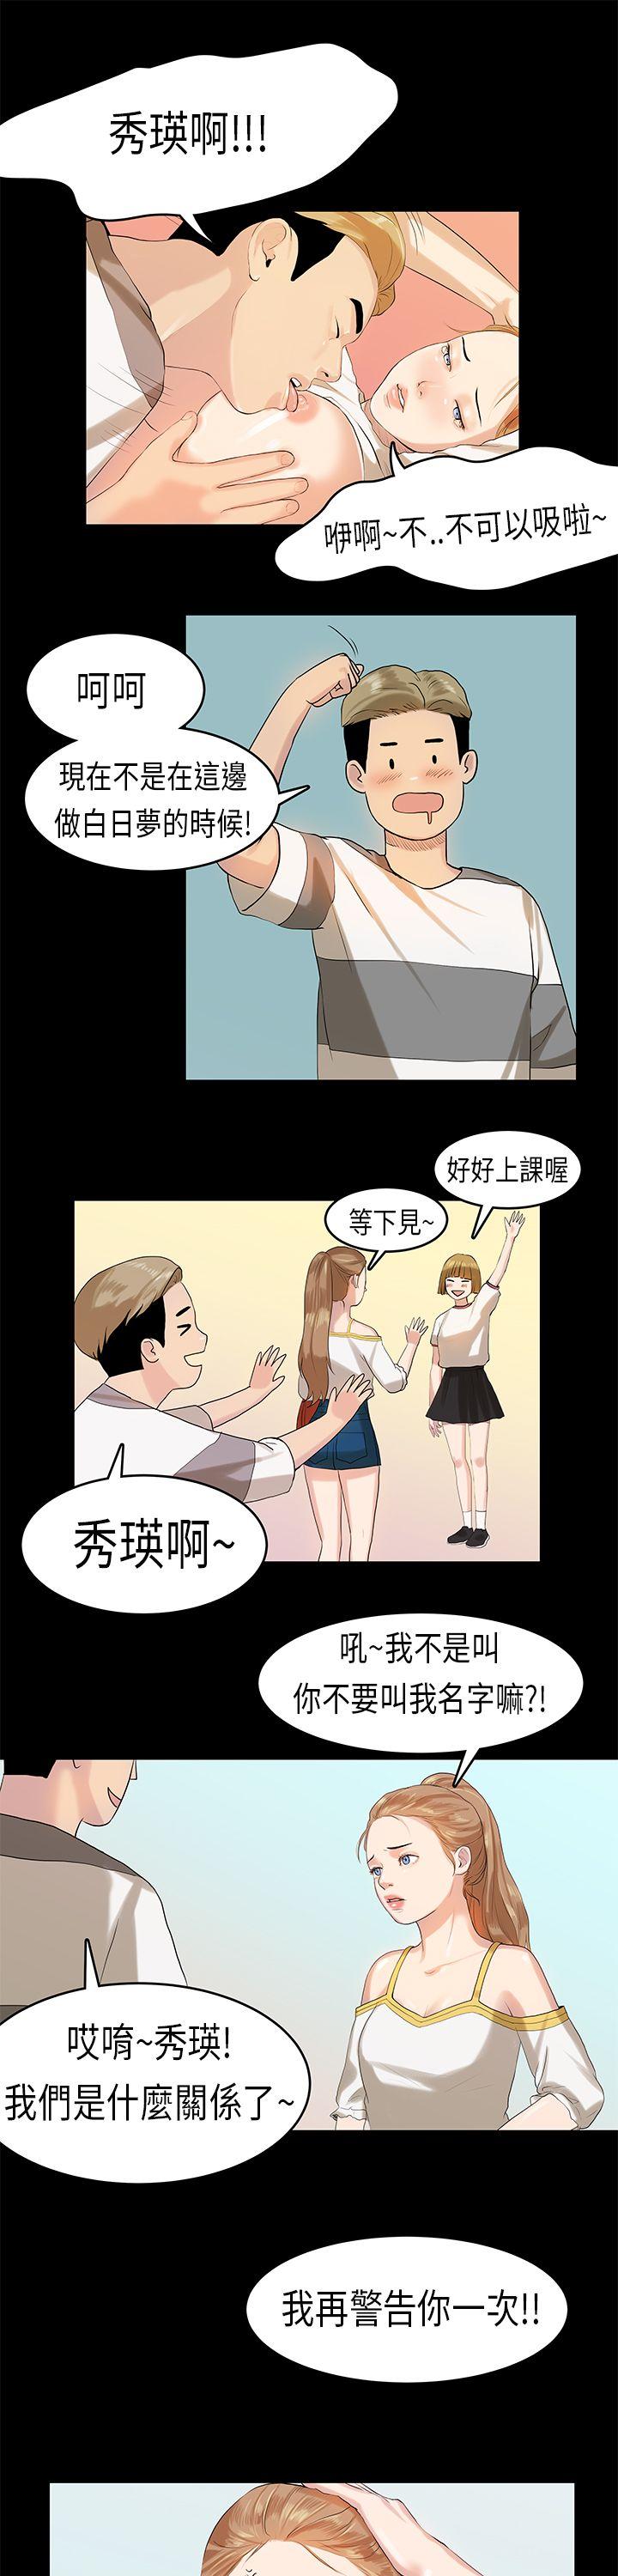 秀瑛啊!!!
咿啊~不..不可以吸啦~
呵呵
現在不是在這邊
做白日夢的時候!
好好上課喔
等下見~
秀瑛啊~
吼~我不是叫
你不要叫我名字嘛?!
哎唷~秀瑛!
我們是什麼關係了~
我再警告你一次!!